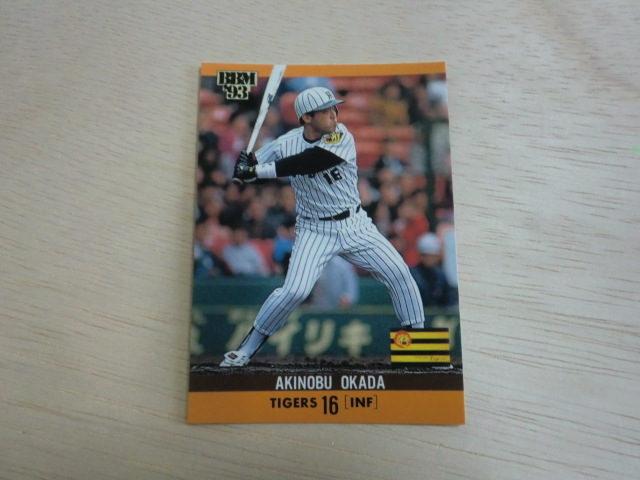 BBM
'93
16
アイリキ
AKINOBU OKADA
TIGERS 16 [INF]